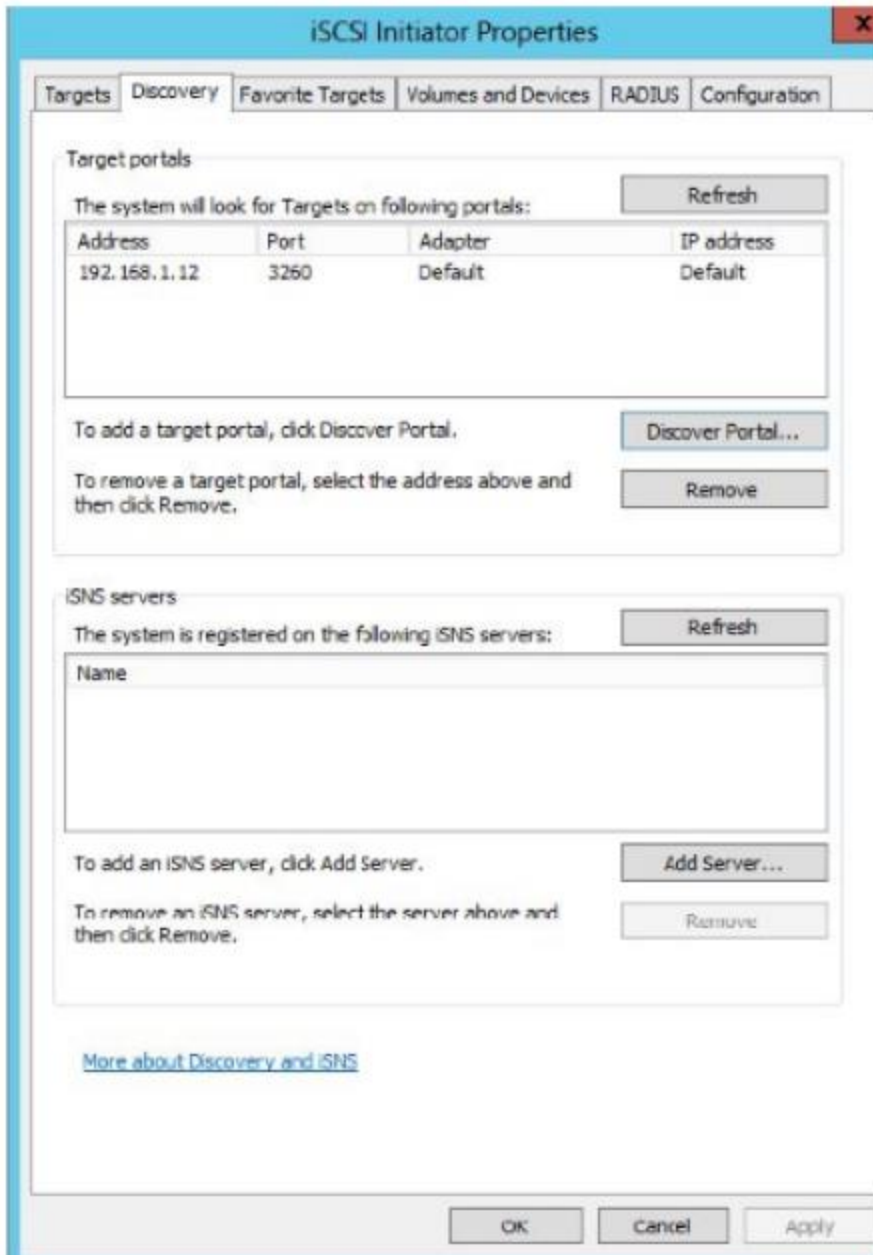 iSCSI Initiator Properties
x
Targets Discovery Favorite Targets Volumes and Devices RADIUS Configuration
Target portals
The system will look for Targets on following portals:
Refresh
Address Port Adapter IP address
192.168.1.12 3260 Default Default
To add a target portal, click Discover Portal.
Discover Portal...
To remove a target portal, select the address above and
then click Remove.
Remove
iSNS servers
The system is registered on the following iSNS servers:
Refresh
Name
To add an iSNS server, click Add Server.
Add Server...
To remove an iSNS server, select the server above and
then click Remove.
Remove
More about Discovery and iSNS
OK Cancel Apply